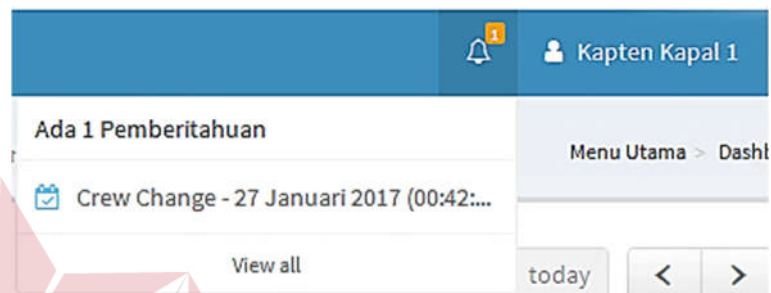 1
Kapten Kapal 1
Ada 1 Pemberitahuan
Menu Utama > Dashb
Crew Change - 27 Januari 2017 (00:42:...
View all
today
< >